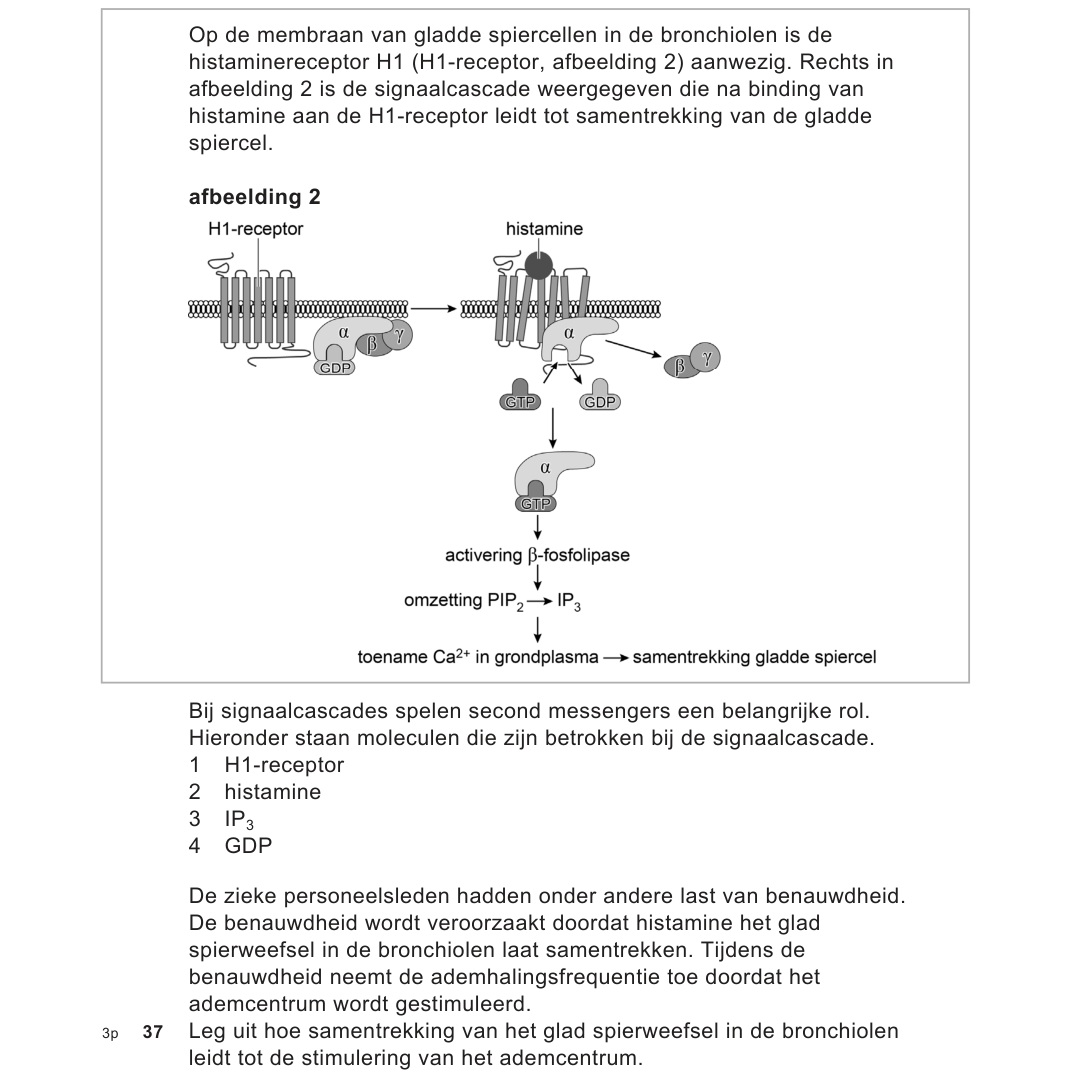 Op de membraan van gladde spiercellen in de bronchiolen is de
histaminereceptor H1 (H1-receptor, afbeelding 2) aanwezig. Rechts in
afbeelding 2 is de signaalcascade weergegeven die na binding van
histamine aan de H1-receptor leidt tot samentrekking van de gladde
spiercel.
afbeelding 2
H1-receptor
histamine
α
β
γ
GDP
α
β
γ
GTP
GDP
α
GTP
activering β-fosfolipase
omzetting PIP₂ → IP₃
toename Ca²⁺ in grondplasma → samentrekking gladde spiercel
Bij signaalcascades spelen second messengers een belangrijke rol.
Hieronder staan moleculen die zijn betrokken bij de signaalcascade.
1 H1-receptor
2 histamine
3 IP₃
4 GDP
De zieke personeelsleden hadden onder andere last van benauwdheid.
De benauwdheid wordt veroorzaakt doordat histamine het glad
spierweefsel in de bronchiolen laat samentrekken. Tijdens de
benauwdheid neemt de ademhalingsfrequentie toe doordat het
ademcentrum wordt gestimuleerd.
3p 37 Leg uit hoe samentrekking van het glad spierweefsel in de bronchiolen
leidt tot de stimulering van het ademcentrum.